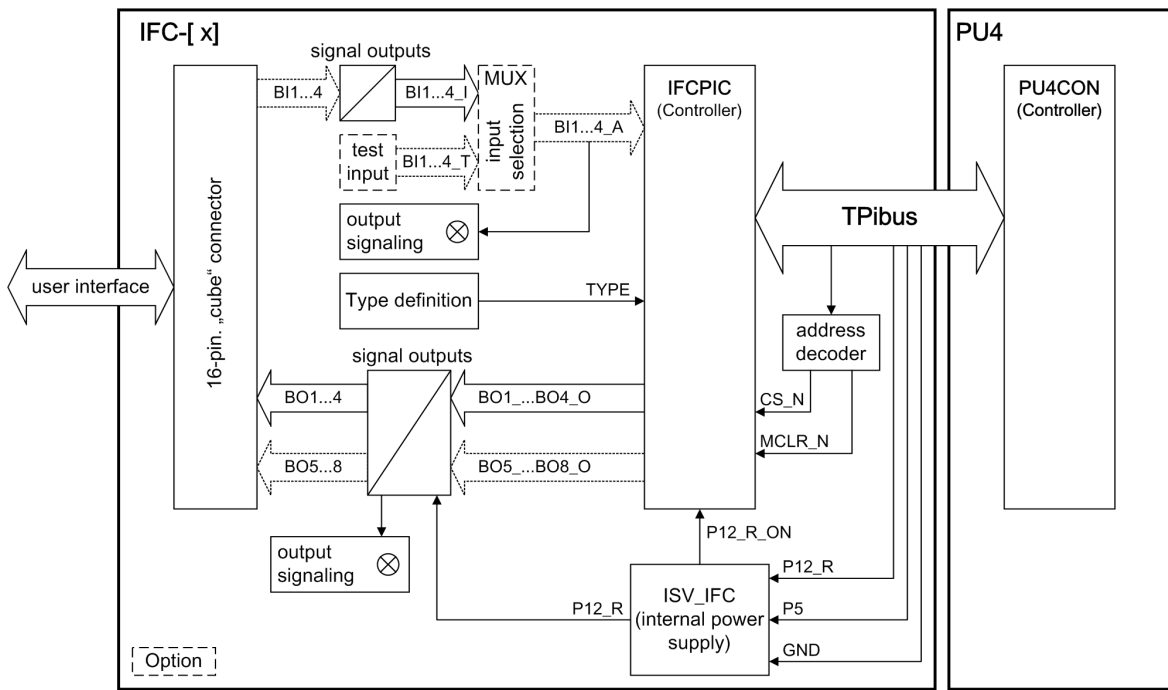 IFC-[ x]
PU4
signal outputs
BI1...4
BI1...4_I
MUX
input
selection
test
input
BI1...4_T
BI1...4_A
IFCPIC
(Controller)
PU4CON
(Controller)
TPibus
output
signaling
user interface
16-pin. „cube“ connector
Type definition
TYPE
address
decoder
signal outputs
BO1...4
BO1_...BO4_O
CS_N
MCLR_N
BO5...8
BO5_...BO8_O
P12_R_ON
output
signaling
P12_R
ISV_IFC
(internal power
supply)
P12_R
P5
GND
Option